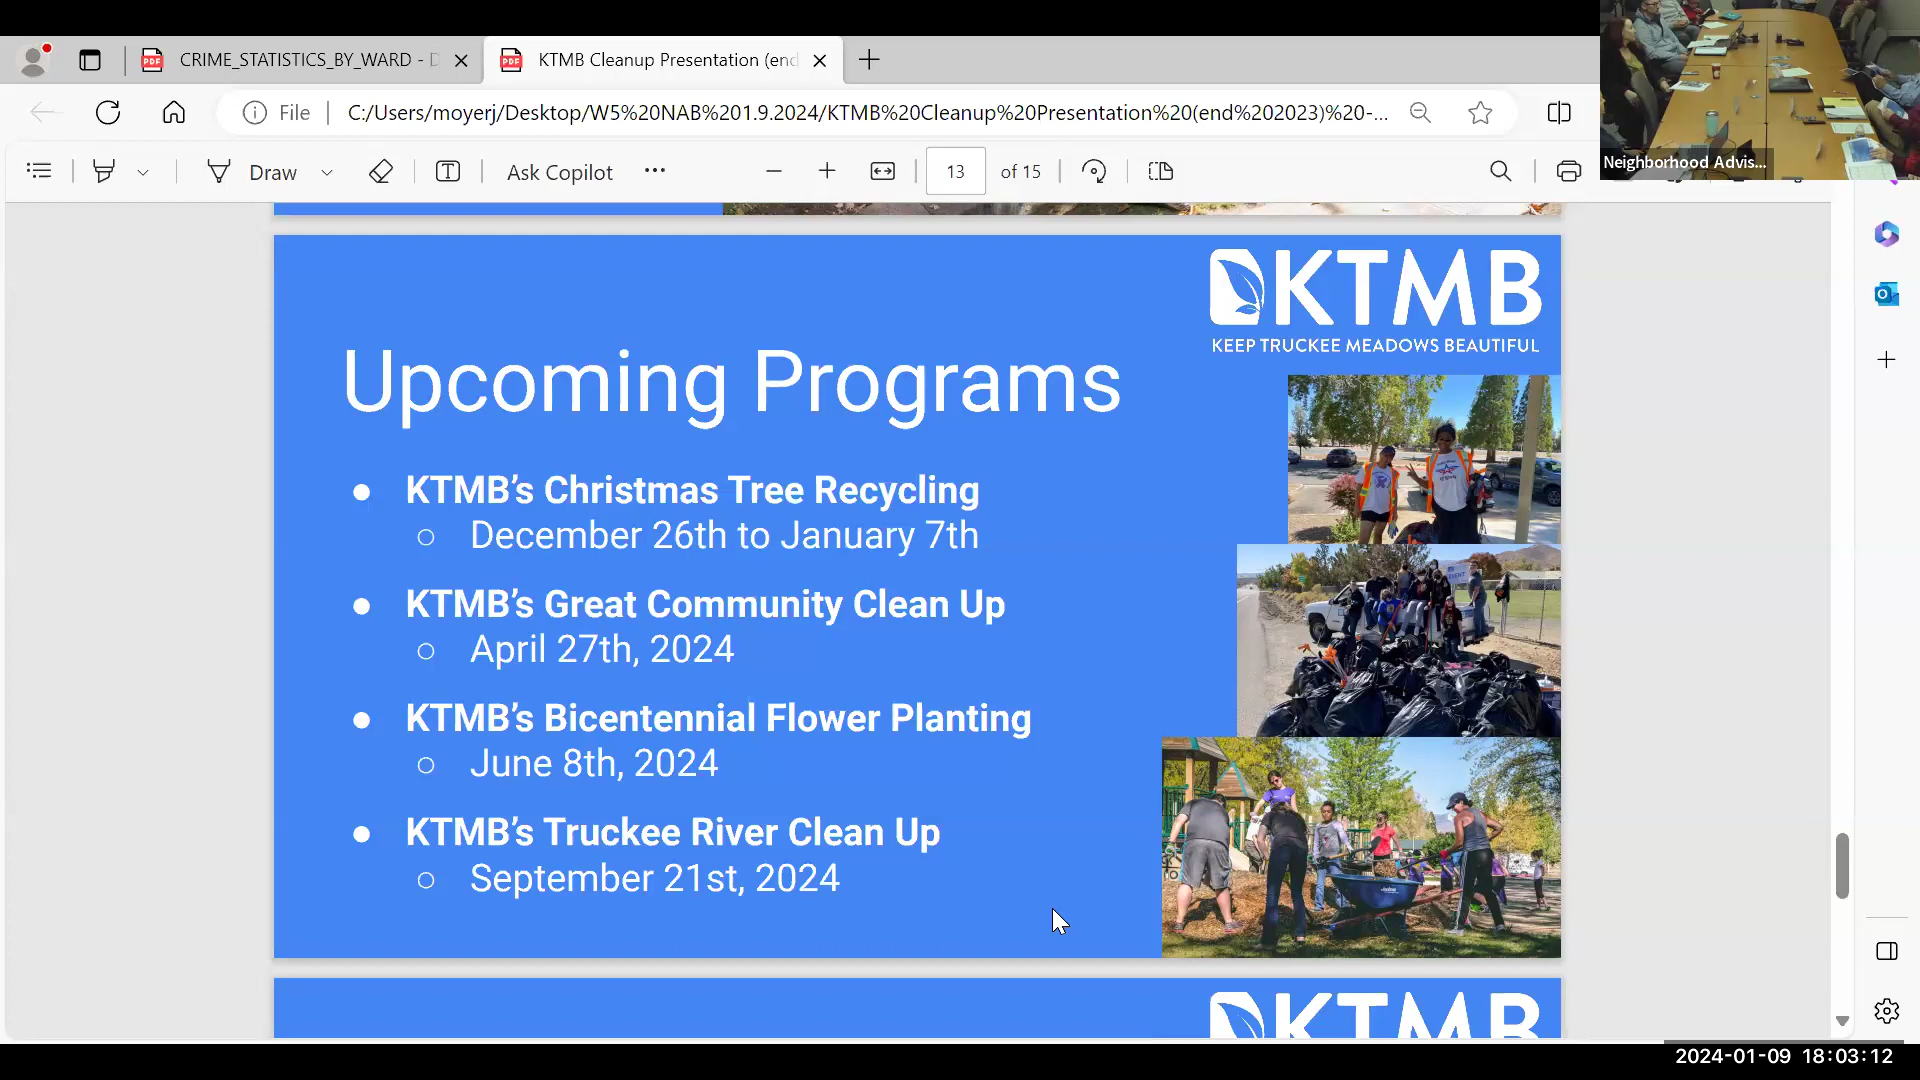 CRIME_STATISTICS_BY_WARD - D
KTMB Cleanup Presentation (end
File
C:/Users/moyerj/Desktop/W5%20NAB%201.9.2024/KTMB%20Cleanup%20Presentation%20(end%202023)%20-...
Neighborhood Advis...
Draw
Ask Copilot
13 of 15
KTMB
KEEP TRUCKEE MEADOWS BEAUTIFUL
Upcoming Programs
● KTMB’s Christmas Tree Recycling
○ December 26th to January 7th
● KTMB’s Great Community Clean Up
○ April 27th, 2024
● KTMB’s Bicentennial Flower Planting
○ June 8th, 2024
● KTMB’s Truckee River Clean Up
○ September 21st, 2024
KTMB
2024-01-09 18:03:12